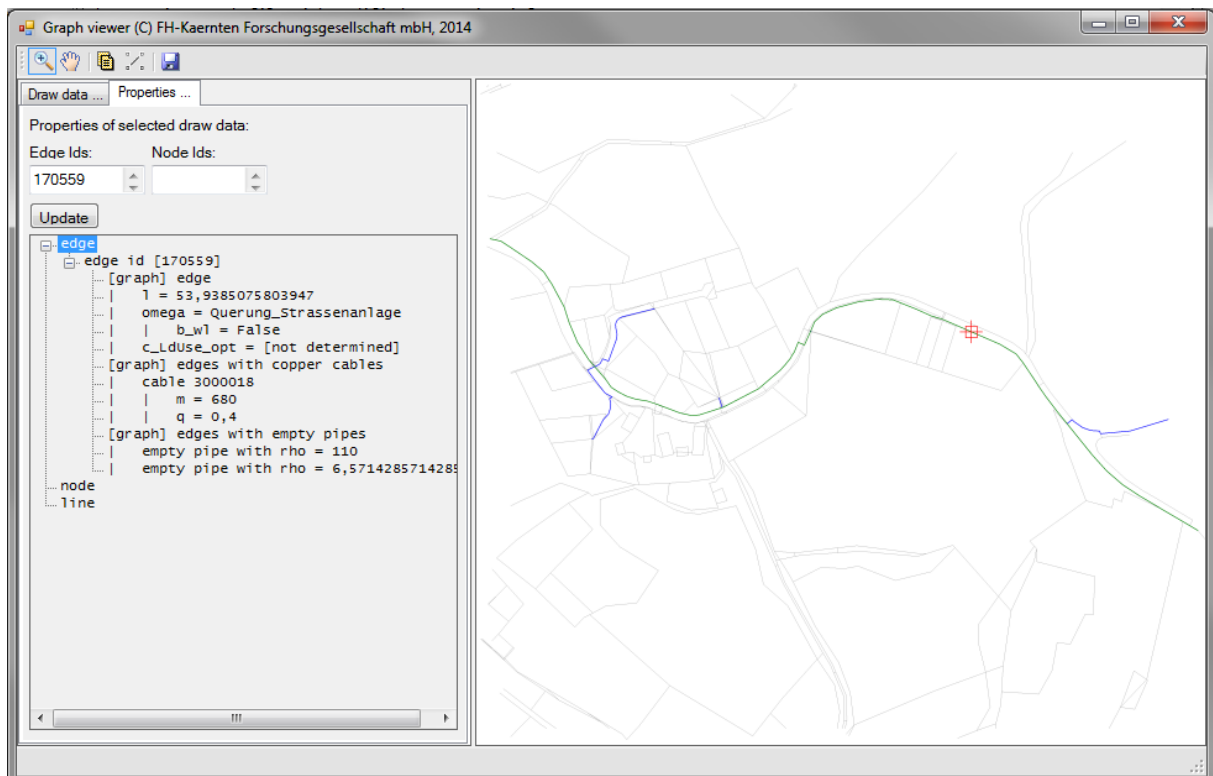 Graph viewer (C) FH-Kaernten Forschungsgesellschaft mbH, 2014
Draw data ... Properties ...
Properties of selected draw data:
Edge Ids: Node Ids:
170559
Update
edge
edge id [170559]
[graph] edge
| l = 53,9385075803947
| omega = Querung_Strassenanlage
| | b_wl = False
| c_LdUse_opt = [not determined]
[graph] edges with copper cables
| cable 3000018
| | m = 680
| | q = 0,4
[graph] edges with empty pipes
| empty pipe with rho = 110
| empty pipe with rho = 6,5714285714285
node
line